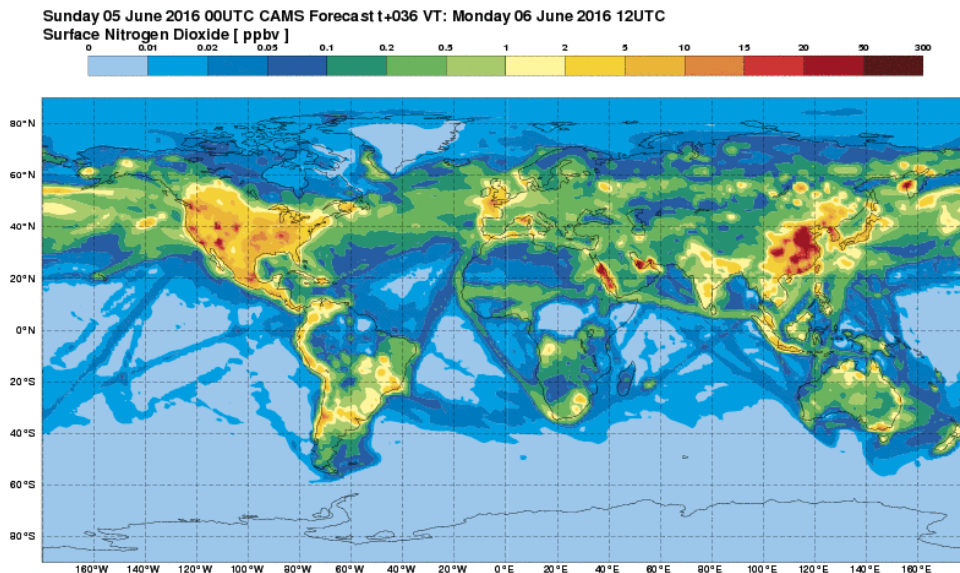 Sunday 05 June 2016 00UTC CAMS Forecast t+036 VT: Monday 06 June 2016 12UTC
Surface Nitrogen Dioxide [ ppbv ]
0 0.01 0.02 0.05 0.1 0.2 0.5 1 2 5 10 15 20 50 300
80°N
60°N
40°N
20°N
0°N
20°S
40°S
60°S
80°S
160°W 140°W 120°W 100°W 80°W 60°W 40°W 20°W 0°E 20°E 40°E 60°E 80°E 100°E 120°E 140°E 160°E